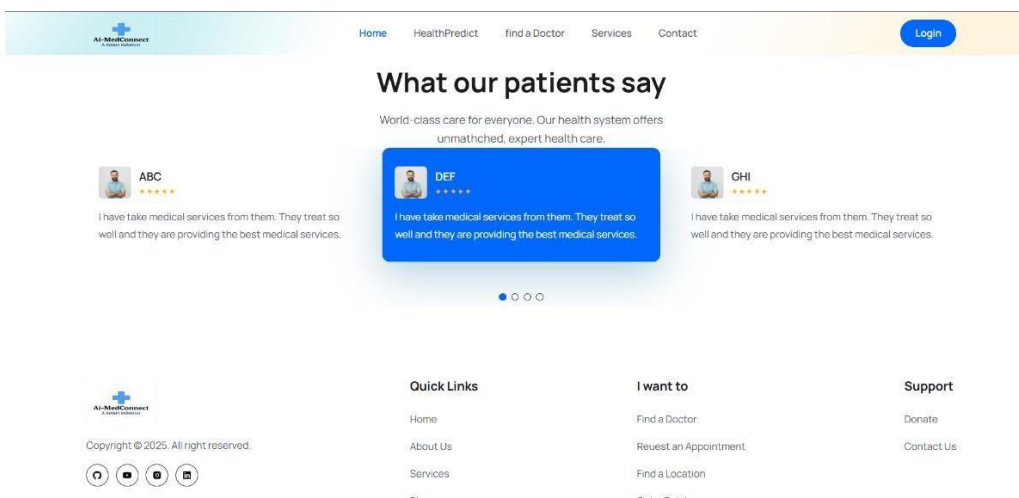 Ai-MedConnect
A Smart Solution
Home HealthPredict find a Doctor Services Contact Login
What our patients say
World-class care for everyone. Our health system offers
unmathched, expert health care.
ABC
I have take medical services from them. They treat so
well and they are providing the best medical services.
DEF
I have take medical services from them. They treat so
well and they are providing the best medical services.
GHI
I have take medical services from them. They treat so
well and they are providing the best medical services.
Ai-MedConnect
A Smart Solution
Copyright © 2025. All right reserved.
Quick Links
Home
About Us
Services
I want to
Find a Doctor
Reuest an Appointment
Find a Location
Support
Donate
Contact Us